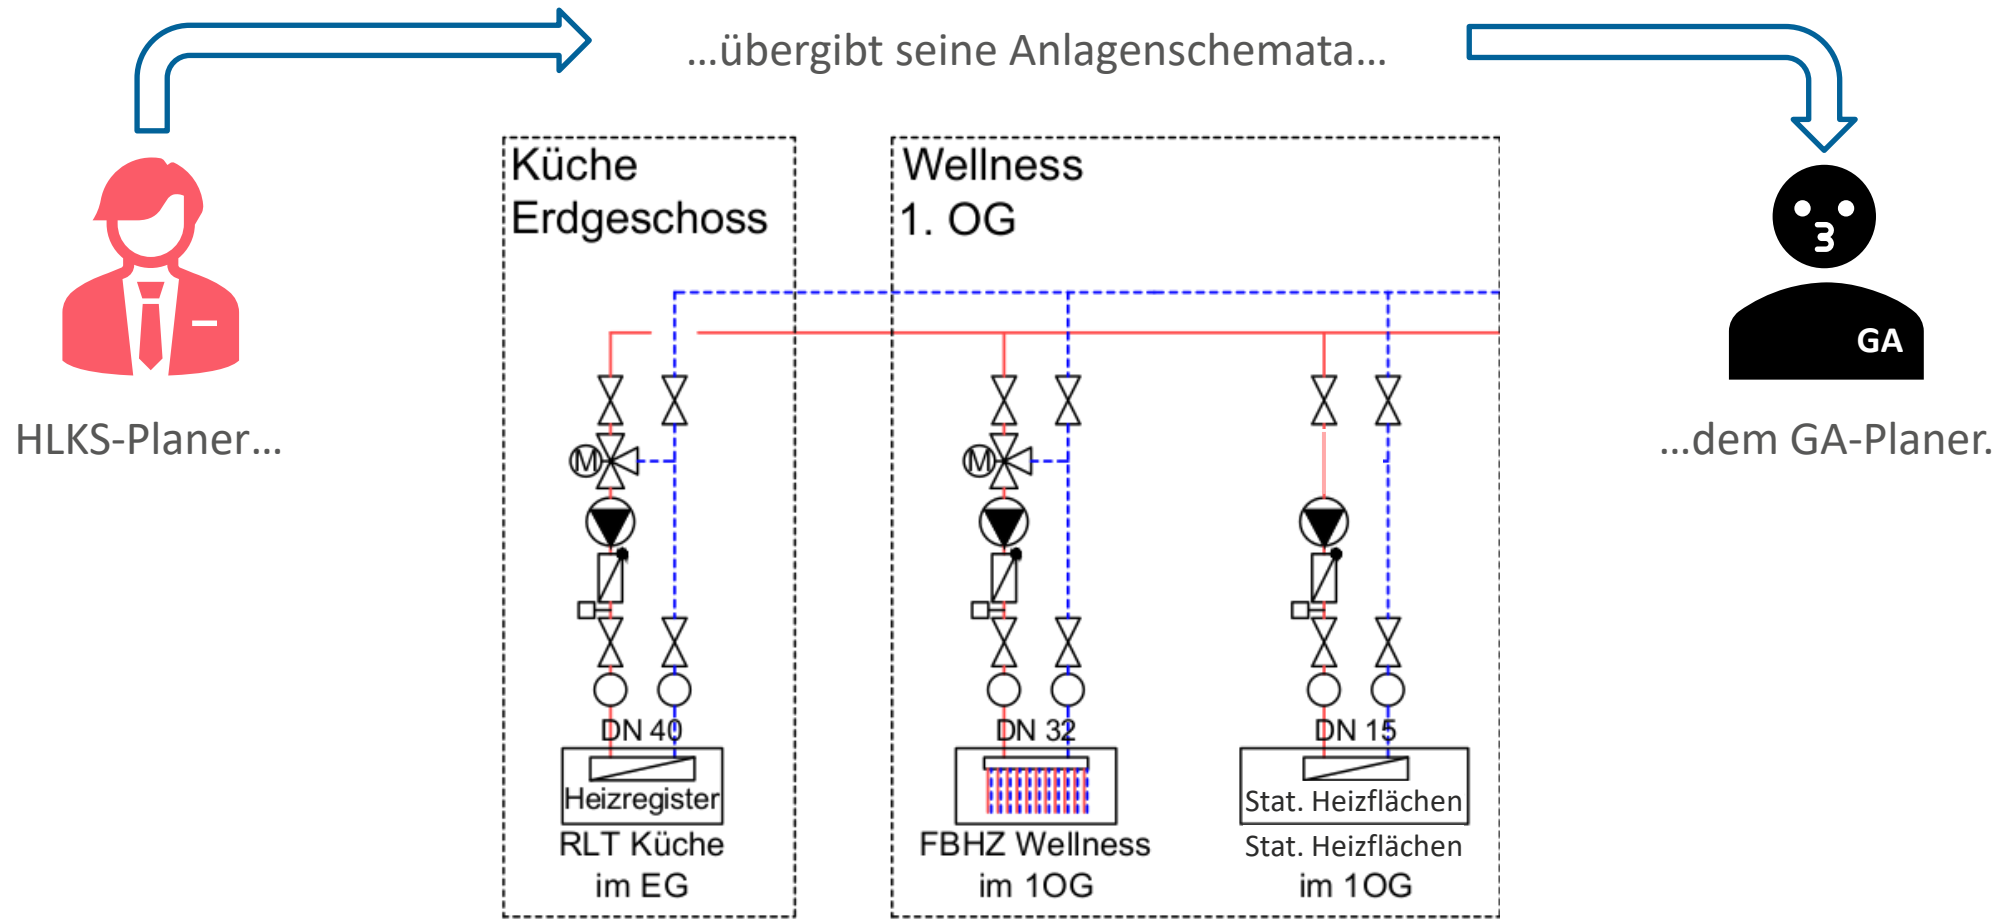 ...übergibt seine Anlagenschemata...
Küche
Erdgeschoss
Wellness
1. OG
GA
HLKS-Planer...
...dem GA-Planer.
M
M
DN 40
DN 32
DN 15
Heizregister
Stat. Heizflächen
RLT Küche
im EG
FBHZ Wellness
im 1OG
Stat. Heizflächen
im 1OG